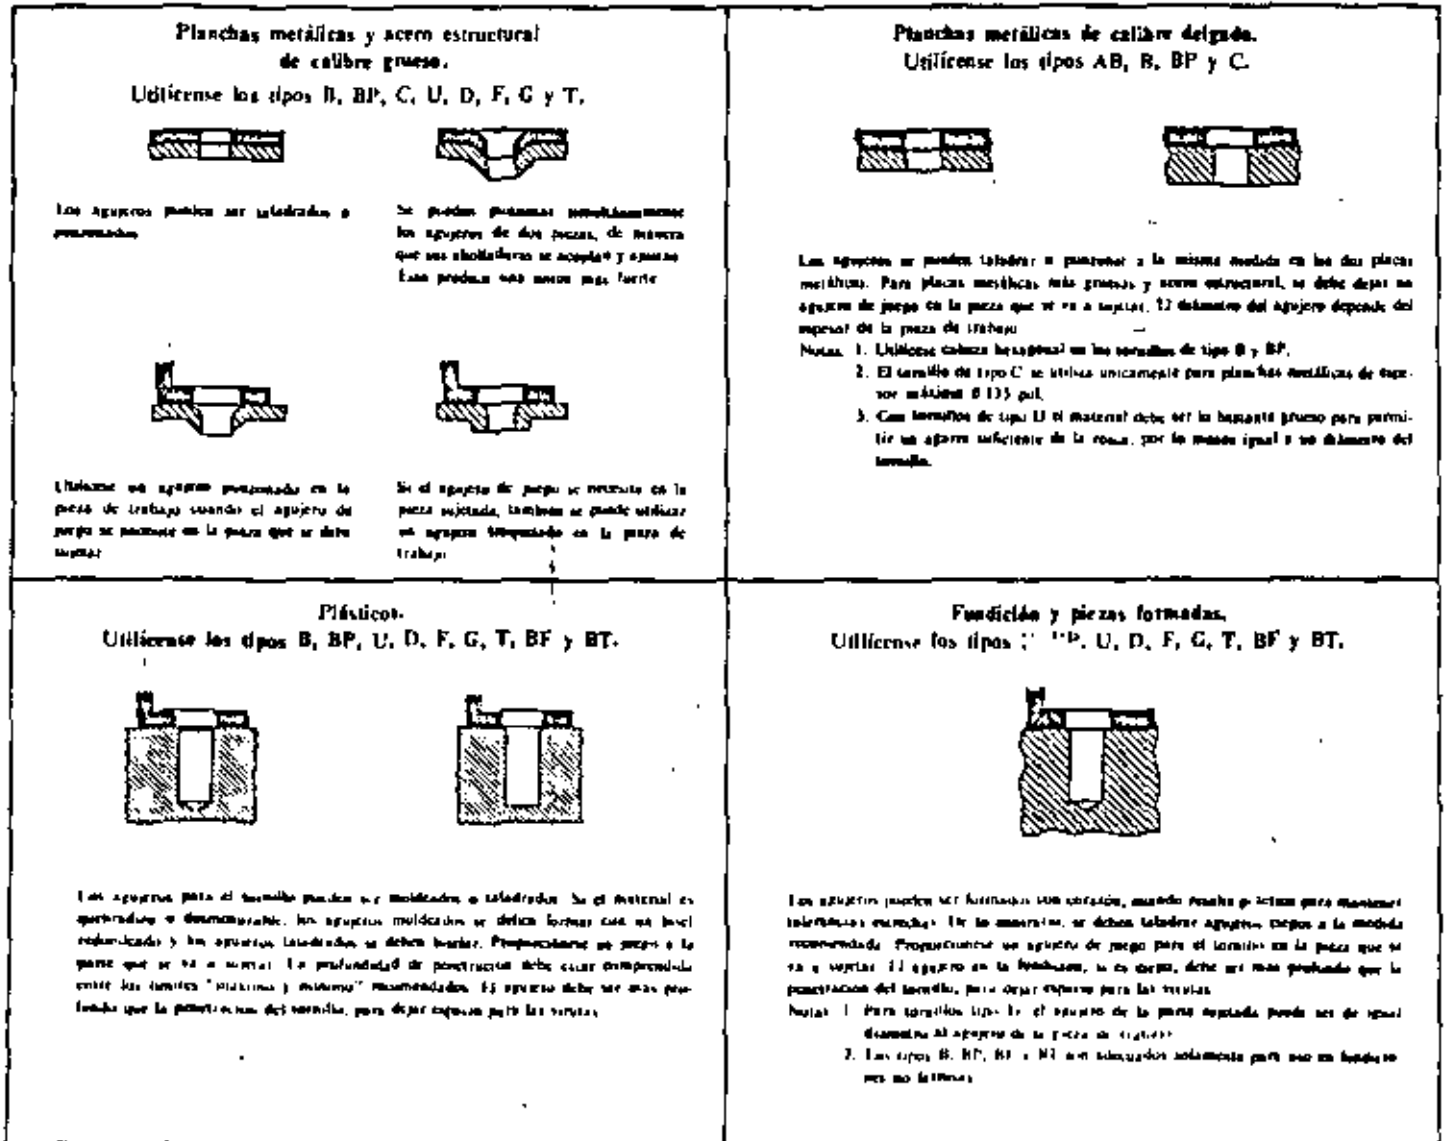 Planchas metálicas y acero estructural
de calibre grueso.
Utilícense los tipos B, BP, C, U, D, F, G y T.
Los agujeros pueden ser taladrados o
punzonados
Se pueden punzonar simultáneamente
los agujeros de dos piezas, de manera
que sus abolladuras se acoplan y ajustan
Esto produce una unión más fuerte
Utilícese un agujero punzonado en la
pieza de trabajo cuando el agujero de
juego se necesite en la pieza que se debe
sujetar
Si el agujero de juego se necesita en la
pieza sujetada, también se puede utilizar
un agujero en la pieza de
trabajo
Planchas metálicas de calibre delgado.
Utilícense los tipos AB, B, BP y C.
Los agujeros se pueden taladrar o punzonar a la misma medida en las dos placas
metálicas. Para placas metálicas más gruesas y acero estructural, se debe dejar un
agujero de juego en la pieza que se va a sujetar. El diámetro del agujero depende del
espesor de la pieza de trabajo
Notas 1. Utilícese cabeza hexagonal en los tornillos de tipo B y BP.
2. El tornillo de tipo C se utiliza únicamente para planchas metálicas de espe-
sor máximo 0.135 pul.
3. Con tornillos de tipo U el material debe ser lo bastante grueso para permi-
tir un agarre suficiente de la rosca, por lo menos igual a un diámetro del
tornillo.
Plásticos.
Utilícense los tipos B, BP, U, D, F, G, T, BF y BT.
Los agujeros para el tornillo pueden ser moldeados o taladrados. Si el material es
quebradizo o desmenuzable, los agujeros moldeados se deben formar con un bisel
redondeado y los agujeros taladrados se deben biselar. Proporciónese un juego a la
parte que se va a sujetar. La profundidad de penetración debe estar comprendida
entre los límites "máximo y mínimo" recomendados. El agujero debe ser más pro-
fundo que la penetración del tornillo, para dejar espacio para las virutas
Fundición y piezas formadas.
Utilícense los tipos BP, U, D, F, G, T, BF y BT.
Los agujeros pueden ser formados con corazón, cuando resulta práctico para mantener
tolerancias estrechas. De lo contrario, se deben taladrar agujeros ciegos a la medida
recomendada. Proporciónese un agujero de juego para el tornillo en la pieza que se
va a sujetar. El agujero en la fundición, si es ciego, debe ser más profundo que la
penetración del tornillo, para dejar espacio para las virutas
Notas 1. Para tornillos tipo el agujero de la parte sujetada puede ser de igual
diámetro al agujero de la pieza de trabajo
2. Los tipos B, BP, BF y BT son adecuados solamente para uso en fundicio-
nes no férreas